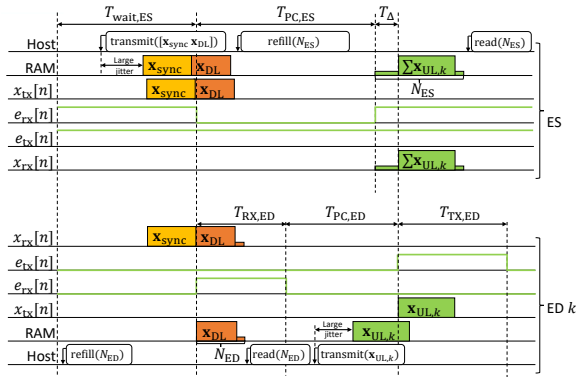 T_wait,ES T_PC,ES T_Δ
Host transmit([x_sync x_DL]) refill(N_ES) read(N_ES)
Large jitter
RAM x_sync x_DL ∑x_UL,k
x_tx[n] x_sync x_DL N_ES
e_rx[n]
ES
e_tx[n]
x_rx[n] ∑x_UL,k
T_RX,ED T_PC,ED T_TX,ED
x_rx[n] x_sync x_DL
e_tx[n]
e_rx[n]
ED k
x_tx[n] x_UL,k
Large jitter
RAM x_DL x_UL,k
N_ED
Host refill(N_ED) read(N_ED) transmit(x_UL,k)